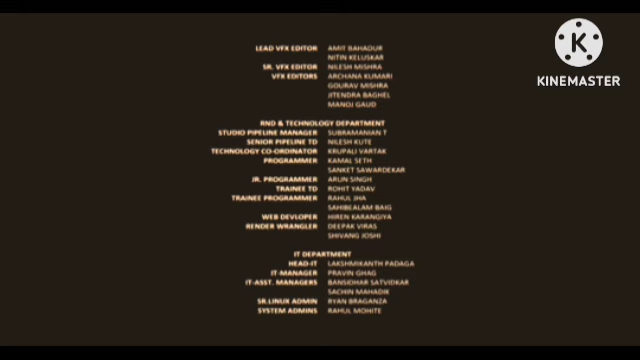 LEAD VFX EDITOR AMIT BAHADUR
NITIN KELUSKAR
SR. VFX EDITOR NILESH MISHRA
VFX EDITORS ARCHANA KUMARI
GOURAV MISHRA
JITENDRA BAGHEL
MANOJ GAUD
RND & TECHNOLOGY DEPARTMENT
STUDIO PIPELINE MANAGER SUBRAMANIAN T
SENIOR PIPELINE TD NILESH KUTE
TECHNOLOGY CO-ORDINATOR KRUPALI VARTAK
PROGRAMMER KAMAL SETH
SANKET SAWARDEKAR
JR. PROGRAMMER ARUN SINGH
TRAINEE TD ROHIT YADAV
TRAINEE PROGRAMMER RAHUL JHA
SAHIBEALAM BAIG
WEB DEVLOPER HIREN KARANGIYA
RENDER WRANGLER DEEPAK VIRAS
SHIVANG JOSHI
IT DEPARTMENT
HEAD-IT LAKSHMIKANTH PADAGA
IT-MANAGER PRAVIN GHAG
IT-ASST. MANAGERS BANSIDHAR SATVIDKAR
SACHIN MAHADIK
SR.LINUX ADMIN RYAN BRAGANZA
SYSTEM ADMINS RAHUL MOHITE
K
KINEMASTER